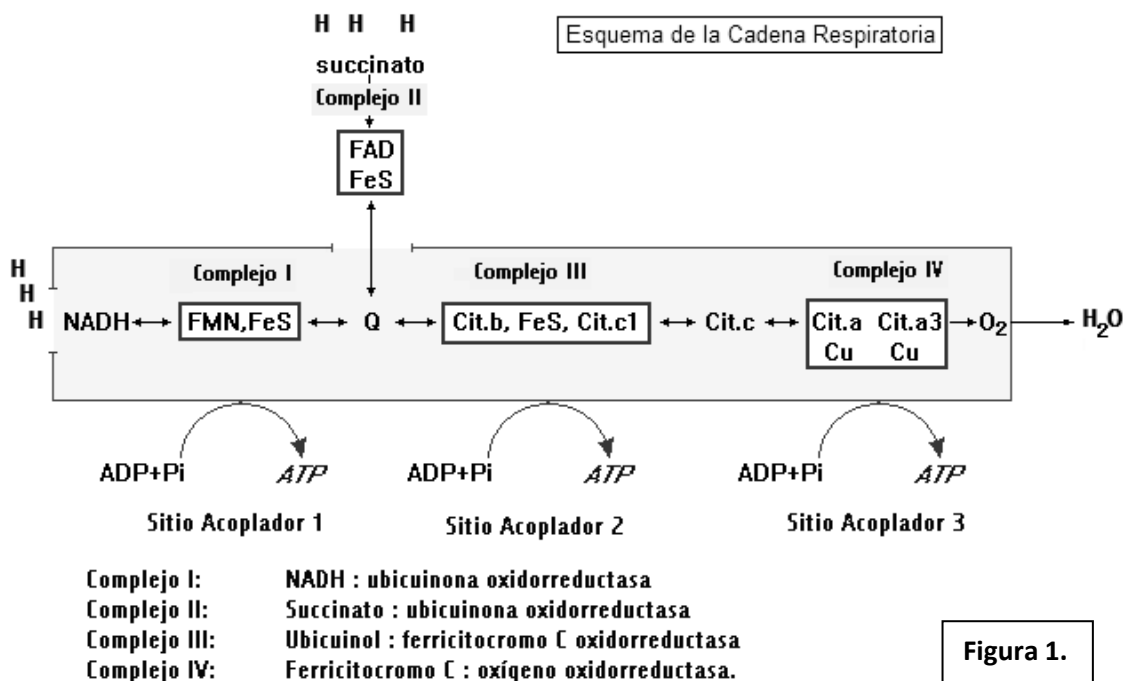 H H H
Esquema de la Cadena Respiratoria
succinato
Complejo II
FAD
FeS
Complejo I
Complejo III
Complejo IV
H
H
H
NADH
FMN,FeS
Q
Cit.b, FeS, Cit.c1
Cit.c
Cit.a Cit.a3
Cu Cu
O₂
H₂O
ADP+Pi ATP
ADP+Pi ATP
ADP+Pi ATP
Sitio Acoplador 1
Sitio Acoplador 2
Sitio Acoplador 3
Complejo I: NADH : ubicuinona oxidorreductasa
Complejo II: Succinato : ubicuinona oxidorreductasa
Complejo III: Ubicuinol : ferricitocromo C oxidorreductasa
Complejo IV: Ferricitocromo C : oxígeno oxidorreductasa.
Figura 1.